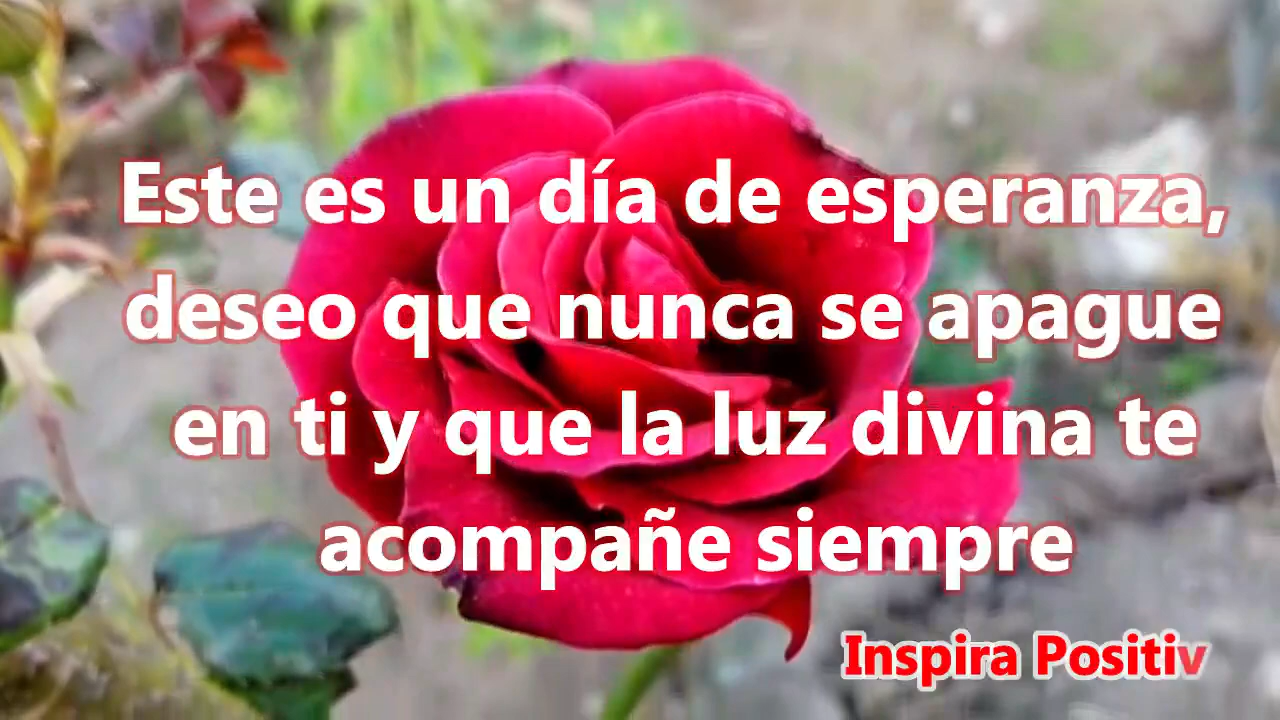 Este es un día de esperanza,
deseo que nunca se apague
en ti y que la luz divina te
acompañe siempre
Inspira Positiv